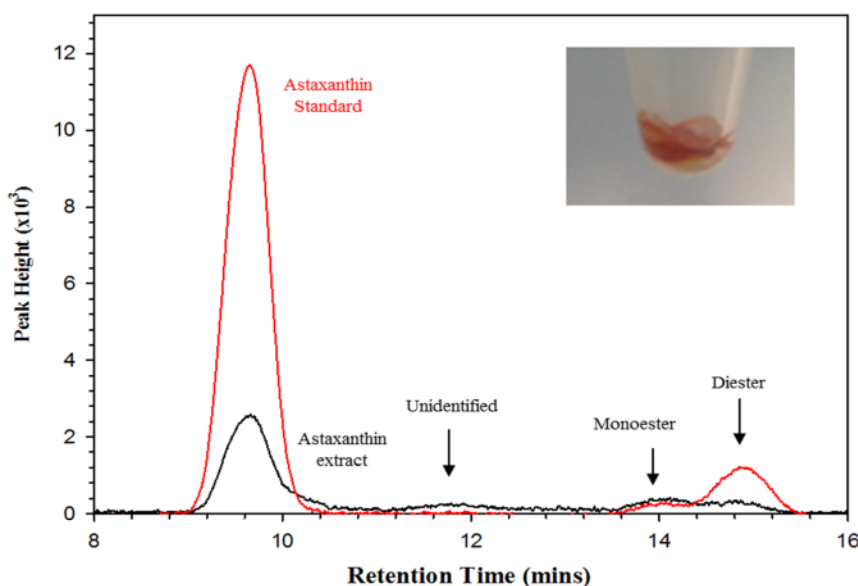 12
10
8
6
4
2
0
Peak Height (x10³)
Astaxanthin
Standard
Astaxanthin
extract
Unidentified
Monoester
Diester
8
10
12
14
16
Retention Time (mins)